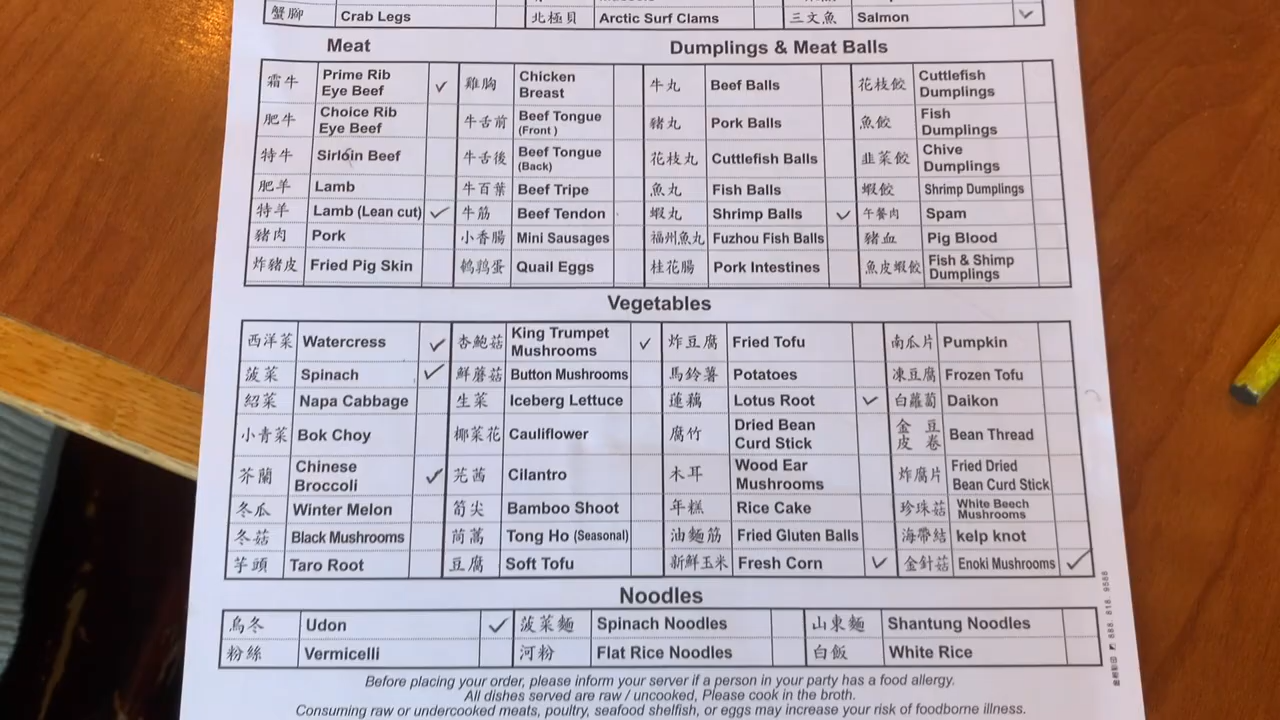 蟹腳 Crab Legs 北極貝 Arctic Surf Clams 三文魚 Salmon ✓
Meat Dumplings & Meat Balls
霜牛 Prime Rib Eye Beef ✓ 雞胸 Chicken Breast 牛丸 Beef Balls 花枝餃 Cuttlefish Dumplings
肥牛 Choice Rib Eye Beef 牛舌前 Beef Tongue (Front ) 豬丸 Pork Balls 魚餃 Fish Dumplings
特牛 Sirloin Beef 牛舌後 Beef Tongue (Back) 花枝丸 Cuttlefish Balls 韭菜餃 Chive Dumplings
肥羊 Lamb 牛百葉 Beef Tripe 魚丸 Fish Balls 蝦餃 Shrimp Dumplings
特羊 Lamb (Lean cut) ✓ 牛筋 Beef Tendon 蝦丸 Shrimp Balls ✓ 午餐肉 Spam
豬肉 Pork 小香腸 Mini Sausages 福州魚丸 Fuzhou Fish Balls 豬血 Pig Blood
炸豬皮 Fried Pig Skin 鵪鶉蛋 Quail Eggs 桂花腸 Pork Intestines 魚皮蝦餃 Fish & Shimp Dumplings
Vegetables
西洋菜 Watercress ✓ 杏鮑菇 King Trumpet Mushrooms ✓ 炸豆腐 Fried Tofu 南瓜片 Pumpkin
菠菜 Spinach ✓ 鮮蘑菇 Button Mushrooms 馬鈴薯 Potatoes 凍豆腐 Frozen Tofu
紹菜 Napa Cabbage 生菜 Iceberg Lettuce 蓮藕 Lotus Root ✓ 白蘿蔔 Daikon
小青菜 Bok Choy 椰菜花 Cauliflower 腐竹 Dried Bean Curd Stick 金豆皮卷 Bean Thread
芥蘭 Chinese Broccoli ✓ 芫茜 Cilantro 木耳 Wood Ear Mushrooms 炸腐片 Fried Dried Bean Curd Stick
冬瓜 Winter Melon 筍尖 Bamboo Shoot 年糕 Rice Cake 珍珠菇 White Beech Mushrooms
冬菇 Black Mushrooms 茼蒿 Tong Ho (Seasonal) 油麵筋 Fried Gluten Balls 海帶結 kelp knot
芋頭 Taro Root 豆腐 Soft Tofu 新鮮玉米 Fresh Corn ✓ 金針菇 Enoki Mushrooms ✓
Noodles
烏冬 Udon ✓ 菠菜麵 Spinach Noodles 山東麵 Shantung Noodles
粉絲 Vermicelli 河粉 Flat Rice Noodles 白飯 White Rice
Before placing your order, please inform your server if a person in your party has a food allergy.
All dishes served are raw / uncooked, Please cook in the broth.
Consuming raw or undercooked meats, poultry, seafood shelfish, or eggs may increase your risk of foodborne illness.
888. 818. 9588